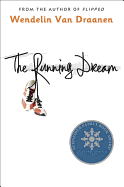 FROM THE AUTHOR OF FLIPPED
Wendelin Van Draanen
The Running Dream